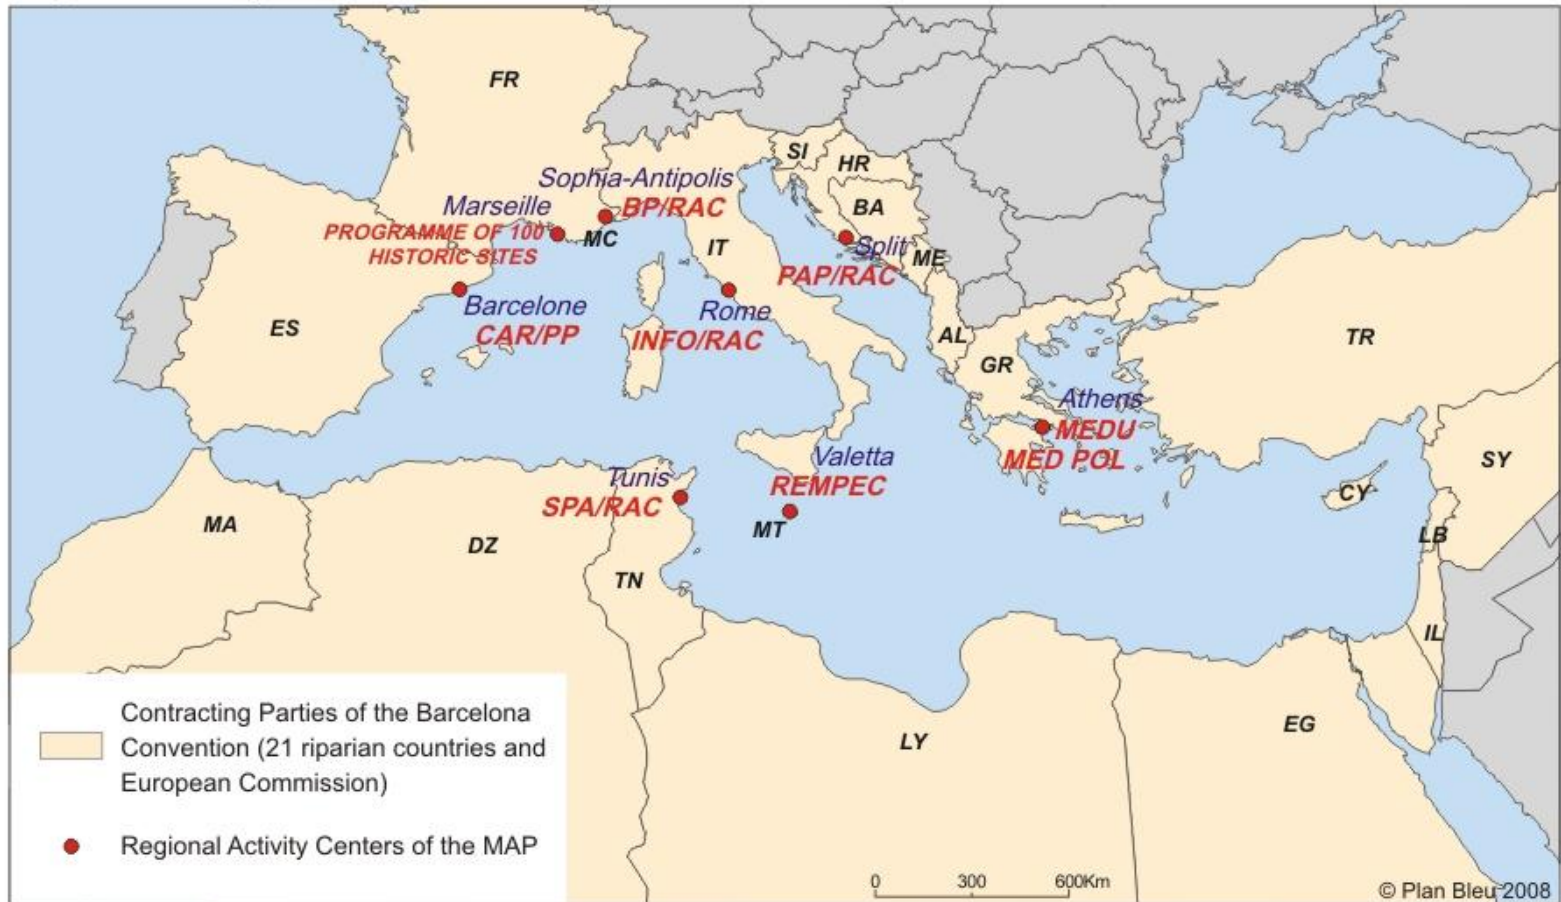 FR
SI
HR
Sophia-Antipolis
BP/RAC
Marseille
PROGRAMME OF 100
HISTORIC SITES
MC
BA
IT
Split
PAP/RAC
ME
Barcelone
CAR/PP
Rome
INFO/RAC
ES
AL
GR
TR
Athens
MEDU
MED POL
Valetta
REMPEC
Tunis
SPA/RAC
SY
CY
MA
DZ
MT
LB
TN
IL
LY
EG
Contracting Parties of the Barcelona
Convention (21 riparian countries and
European Commission)
Regional Activity Centers of the MAP
0 300 600Km
© Plan Bleu 2008